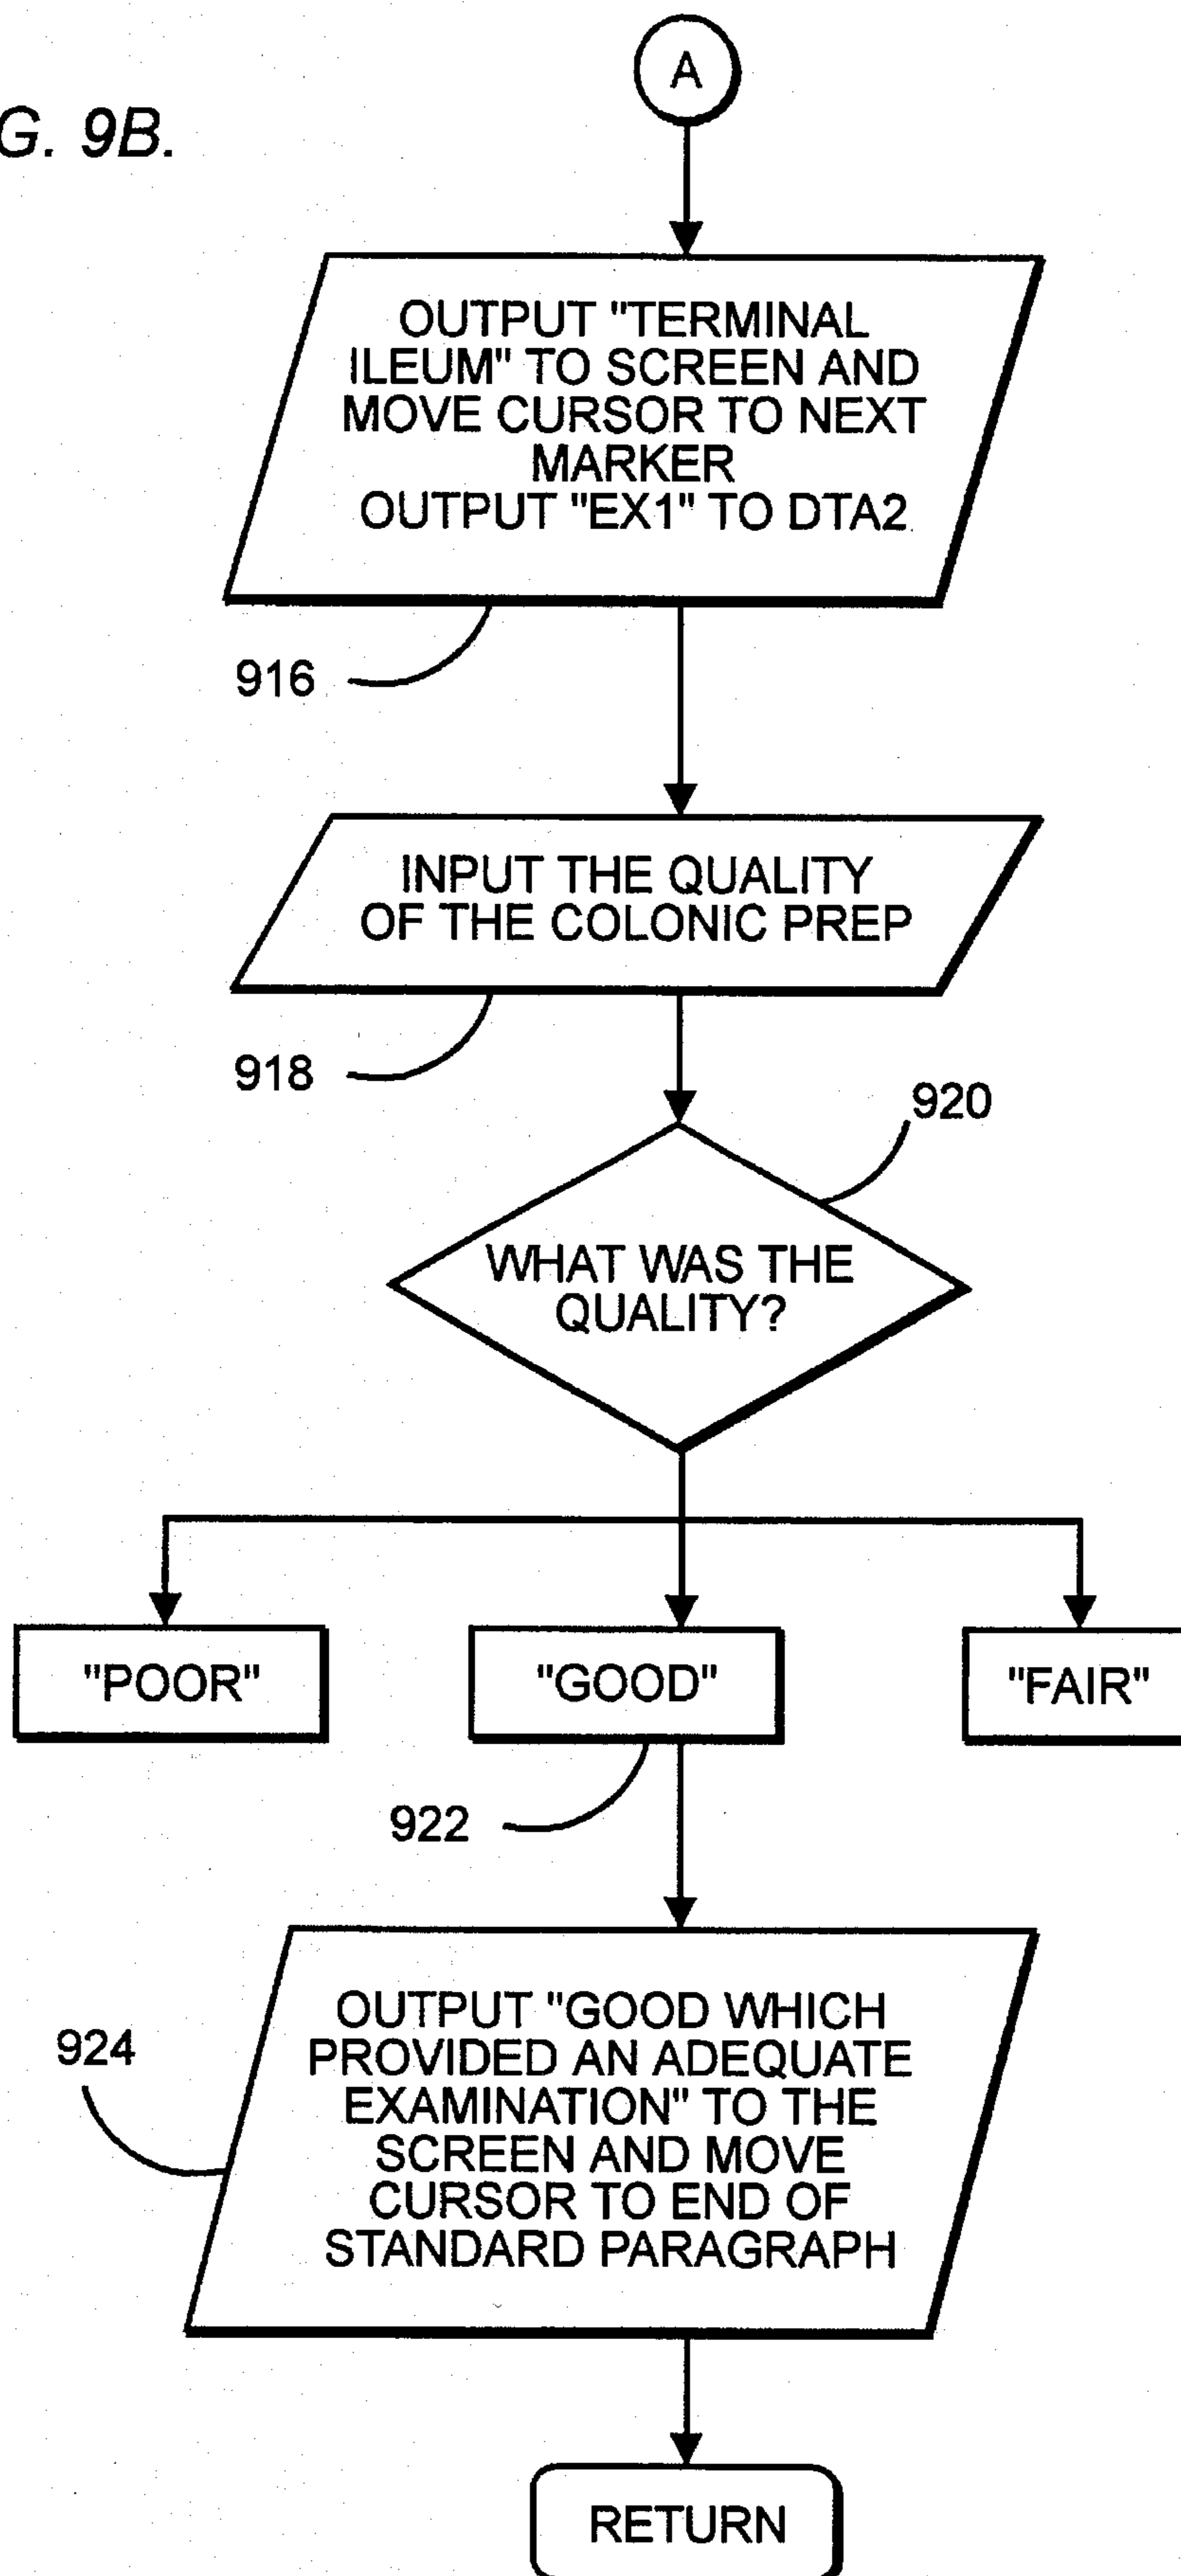 A
G. 9B.
OUTPUT "TERMINAL
ILEUM" TO SCREEN AND
MOVE CURSOR TO NEXT
MARKER
OUTPUT "EX1" TO DTA2
916
INPUT THE QUALITY
OF THE COLONIC PREP
918
920
WHAT WAS THE
QUALITY?
"POOR"
"GOOD"
"FAIR"
922
OUTPUT "GOOD WHICH
PROVIDED AN ADEQUATE
EXAMINATION" TO THE
SCREEN AND MOVE
CURSOR TO END OF
STANDARD PARAGRAPH
924
RETURN